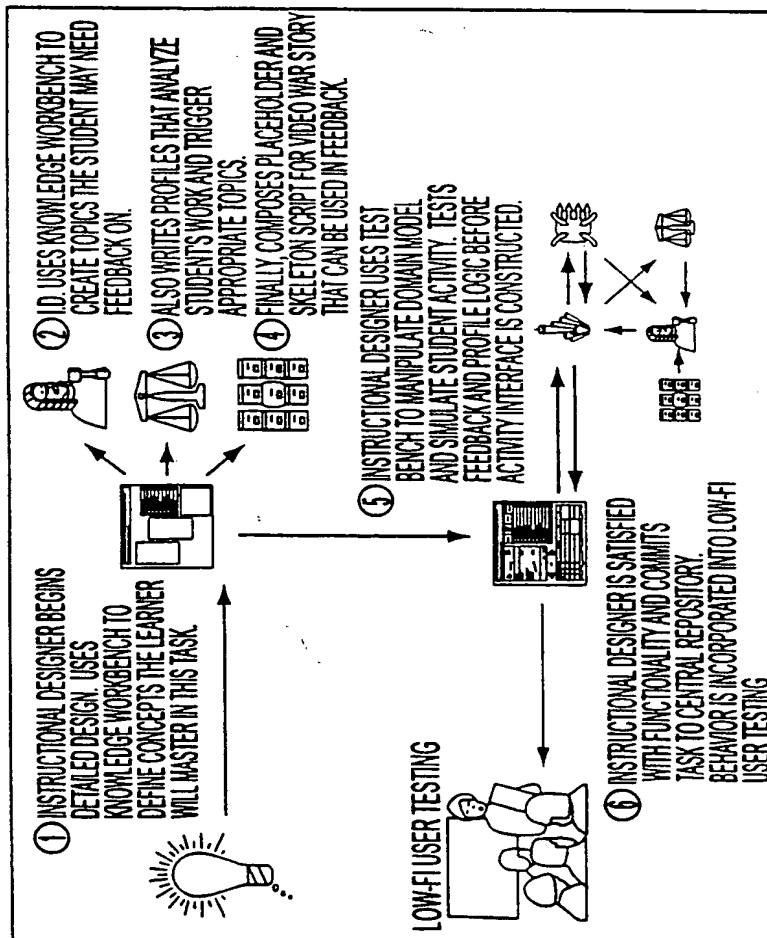 1 INSTRUCTIONAL DESIGNER BEGINS
DETAILED DESIGN. USES
KNOWLEDGE WORKBENCH TO
DEFINE CONCEPTS THE LEARNER
WILL MASTER IN THIS TASK.
2 I.D. USES KNOWLEDGE WORKBENCH TO
CREATE TOPICS THE STUDENT MAY NEED
FEEDBACK ON.
3 ALSO WRITES PROFILES THAT ANALYZE
STUDENTS WORK AND TRIGGER
APPROPRIATE TOPICS.
4 FINALLY, COMPOSES PLACEHOLDER AND
SKELETON SCRIPT FOR VIDEO WAR STORY
THAT CAN BE USED IN FEEDBACK.
5 INSTRUCTIONAL DESIGNER USES TEST
BENCH TO MANIPULATE DOMAIN MODEL
AND SIMULATE STUDENT ACTIVITY. TESTS
FEEDBACK AND PROFILE LOGIC BEFORE
ACTIVITY INTERFACE IS CONSTRUCTED.
LOW-FI USER TESTING
6 INSTRUCTIONAL DESIGNER IS SATISFIED
WITH FUNCTIONALITY AND COMMITS
TASK TO CENTRAL REPOSITORY.
BEHAVIOR IS INCORPORATED INTO LOW-FI
USER TESTING